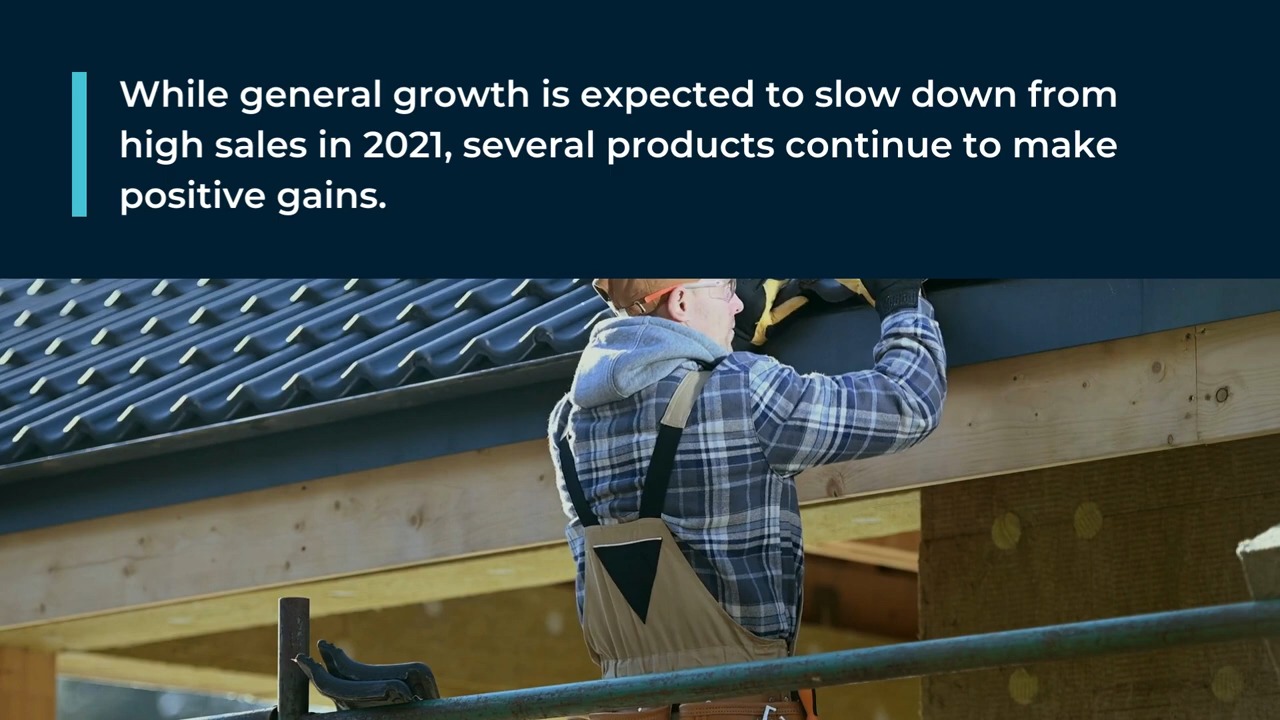 While general growth is expected to slow down from
high sales in 2021, several products continue to make
positive gains.